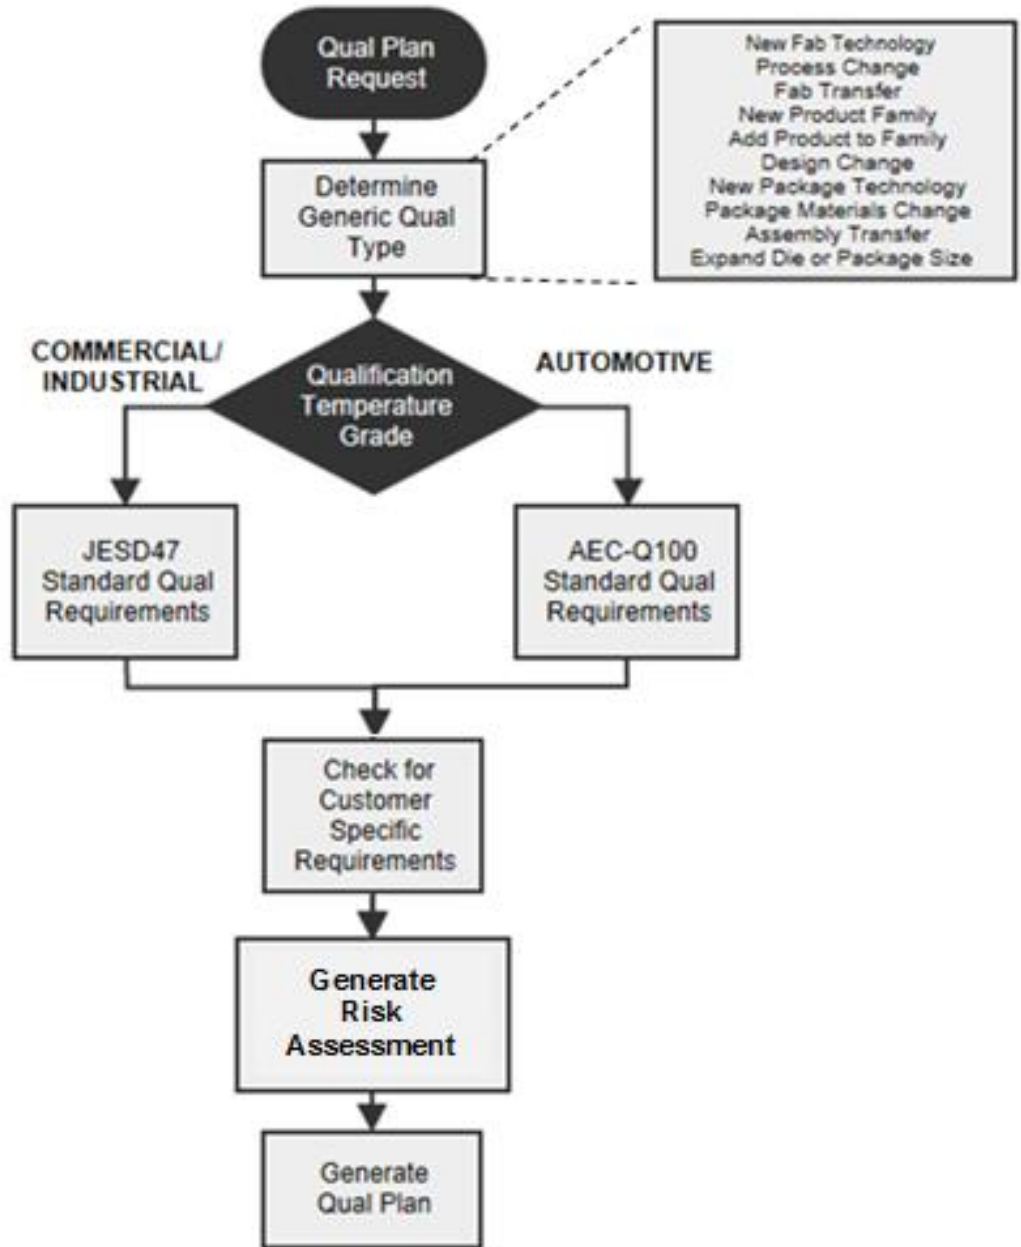 Qual Plan
Request
New Fab Technology
Process Change
Fab Transfer
New Product Family
Add Product to Family
Design Change
New Package Technology
Package Materials Change
Assembly Transfer
Expand Die or Package Size
Determine
Generic Qual
Type
COMMERCIAL/
INDUSTRIAL
Qualification
Temperature
Grade
AUTOMOTIVE
JESD47
Standard Qual
Requirements
AEC-Q100
Standard Qual
Requirements
Check for
Customer
Specific
Requirements
Generate
Risk
Assessment
Generate
Qual Plan